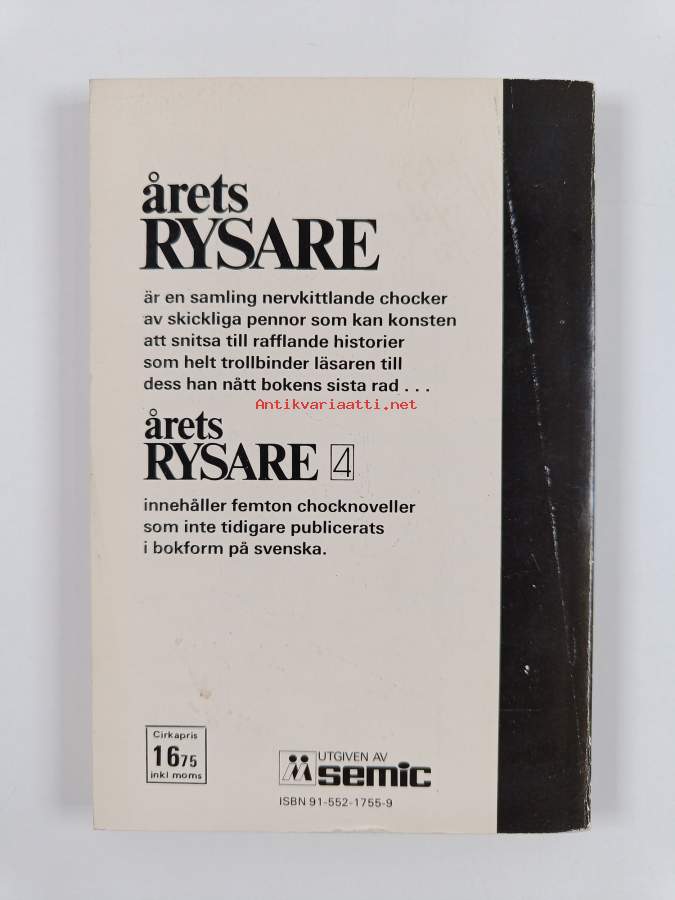 årets
RYSARE
är en samling nervkittlande chocker
av skickliga pennor som kan konsten
att snitsa till rafflande historier
som helt trollbinder läsaren till
dess han nått bokens sista rad . . .
Antikvariaatti.net
årets
RYSARE 4
innehåller femton chocknoveller
som inte tidigare publicerats
i bokform på svenska.
Cirkapris
16 75
inkl moms
UTGIVEN AV
semic
ISBN 91-552-1755-9